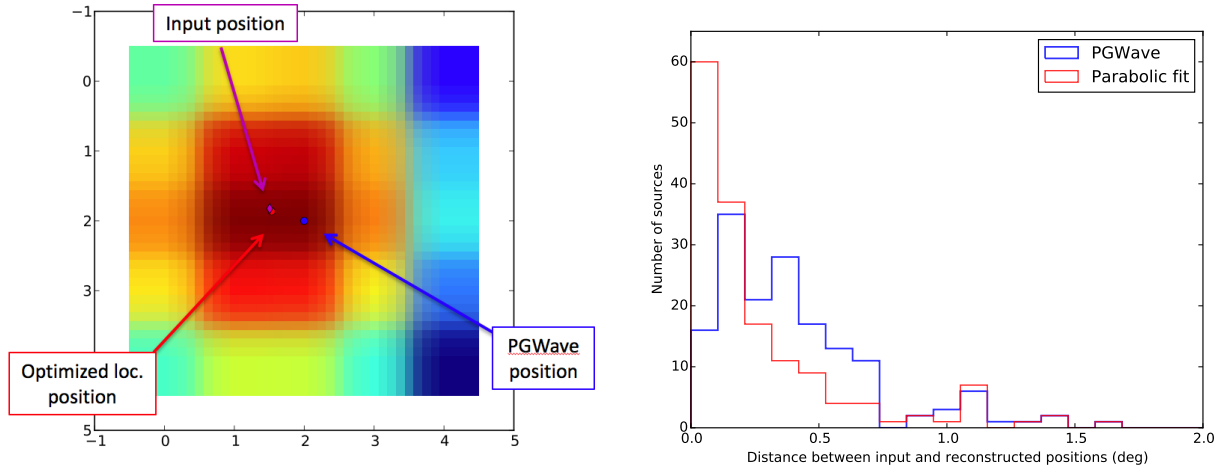 Input position
Optimized loc.
position
PGWave
position
−1
0
1
2
3
4
5
−1
0
1
2
3
4
5
PGWave
Parabolic fit
Number of sources
60
50
40
30
20
10
0
0.0
0.5
1.0
1.5
2.0
Distance between input and reconstructed positions (deg)